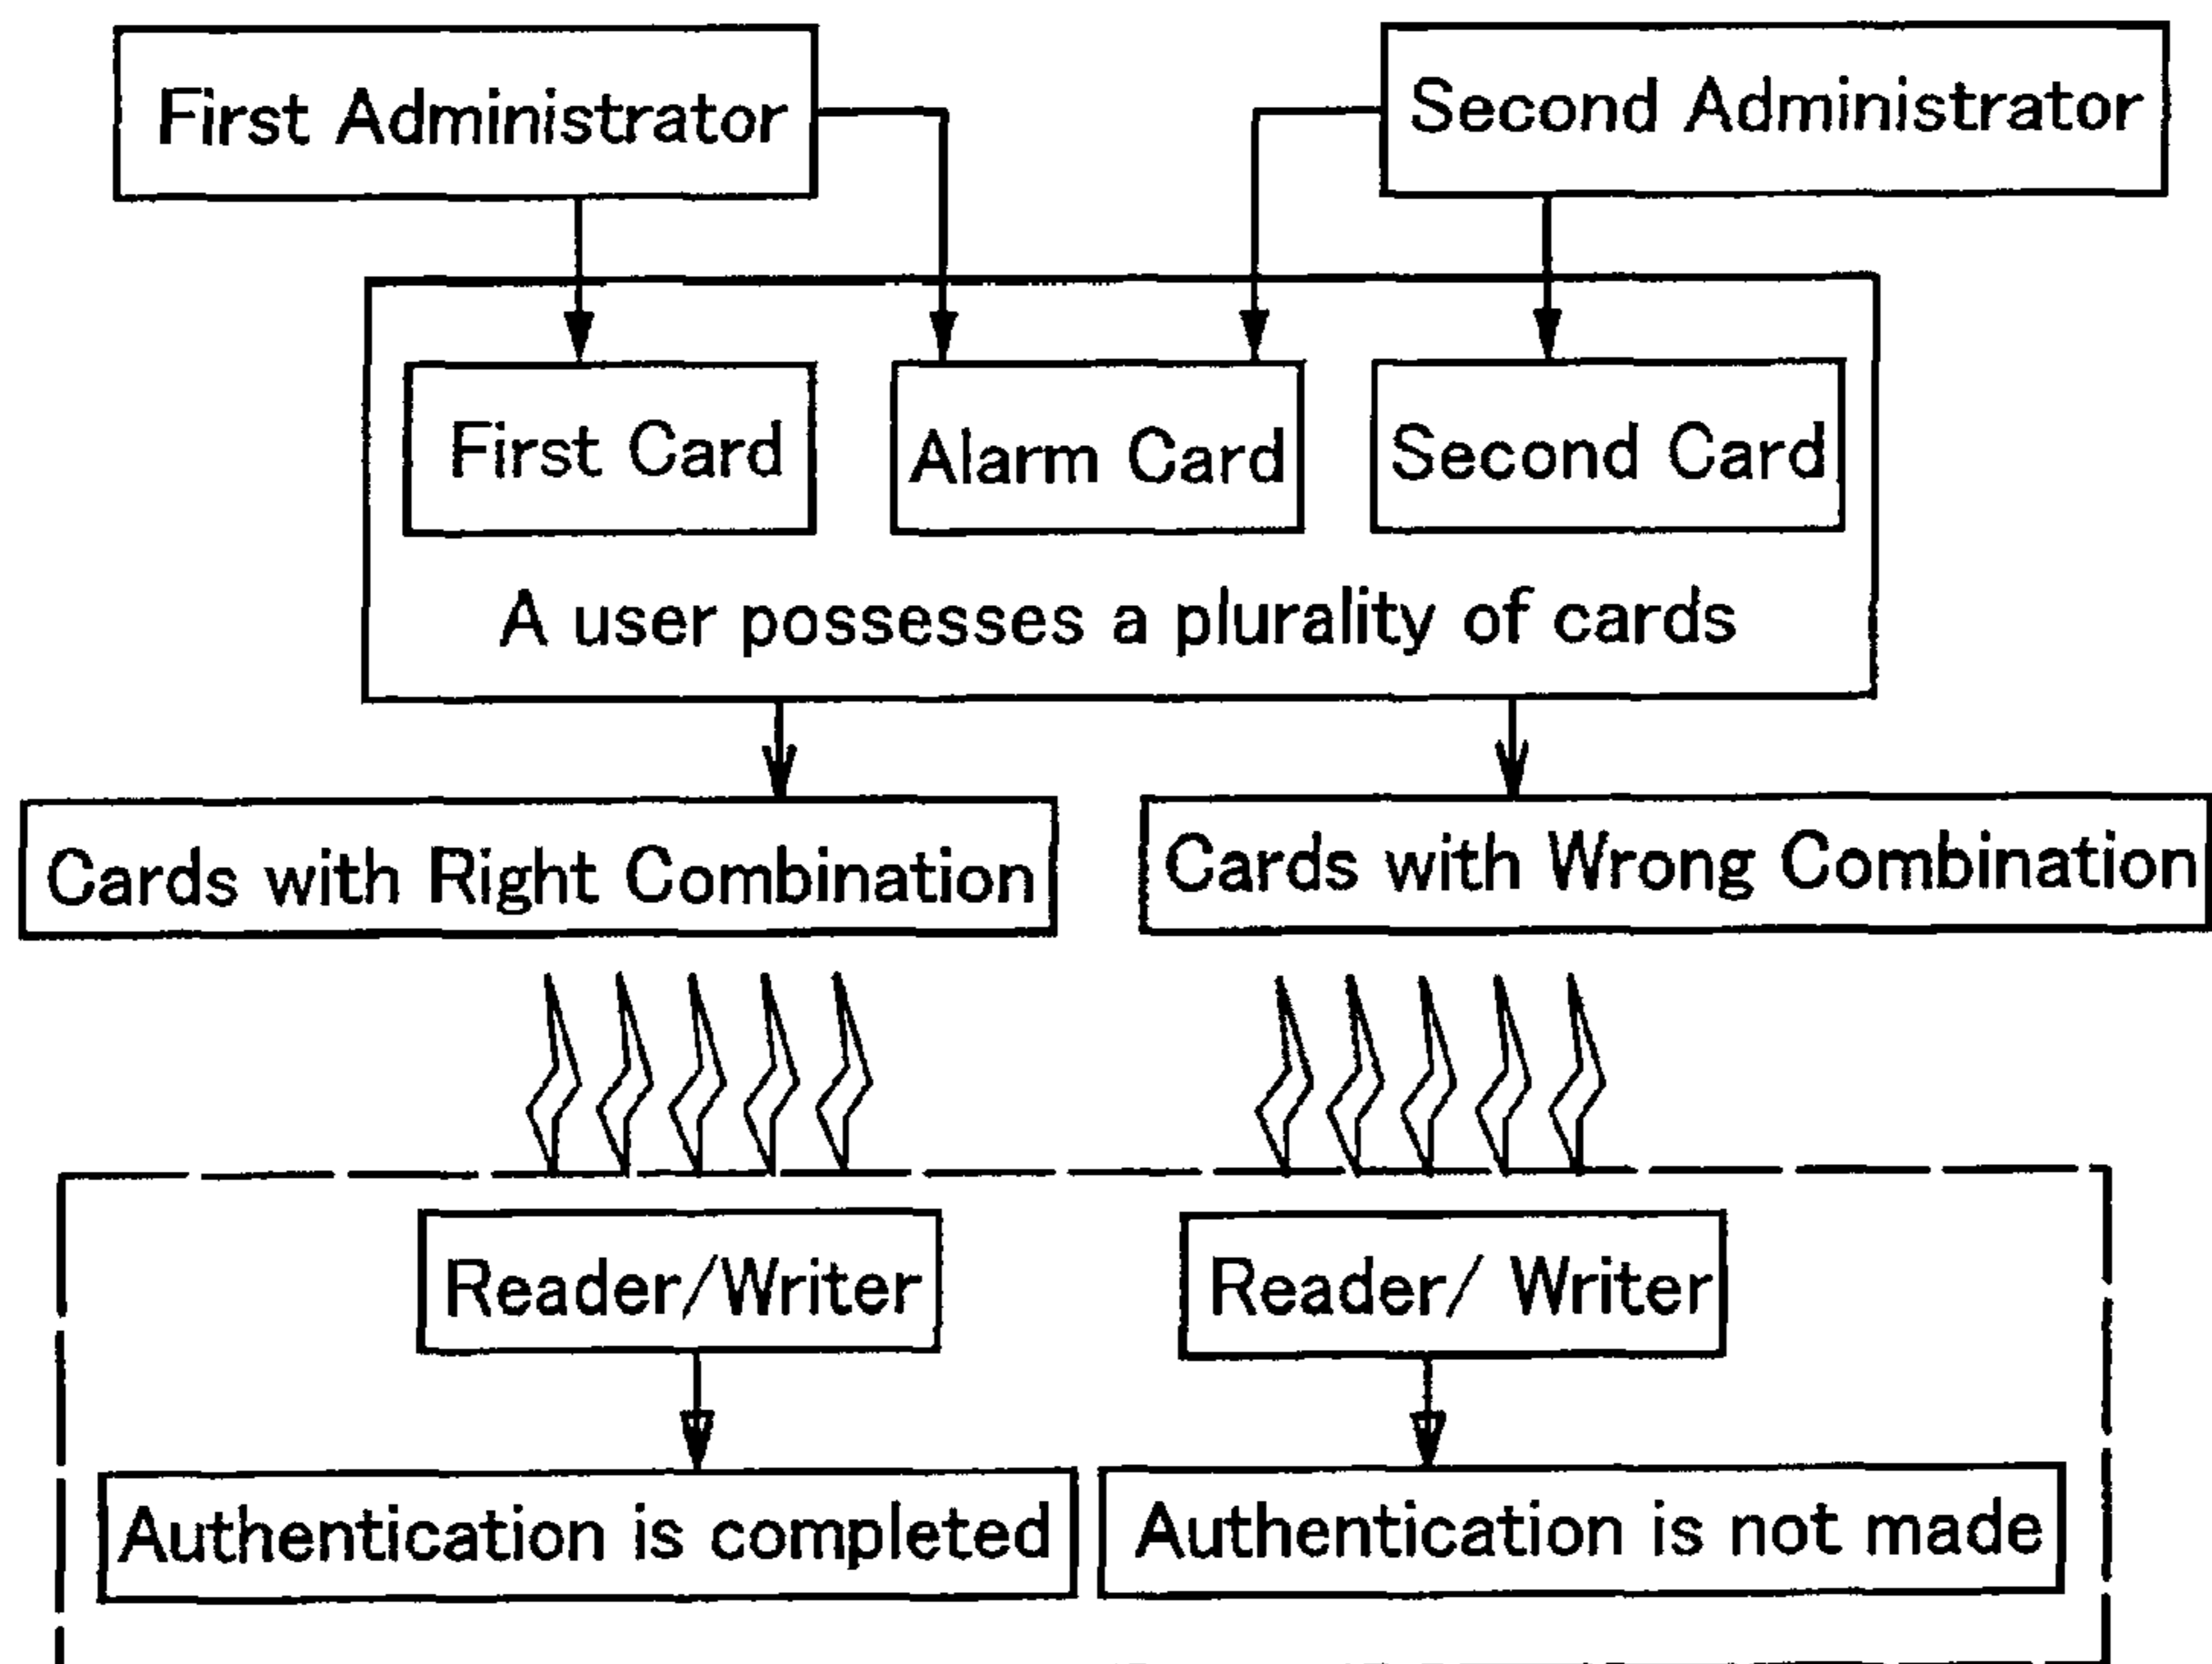 First Administrator
Second Administrator
First Card
Alarm Card
Second Card
A user possesses a plurality of cards
Cards with Right Combination
Cards with Wrong Combination
Reader/Writer
Reader/ Writer
Authentication is completed
Authentication is not made